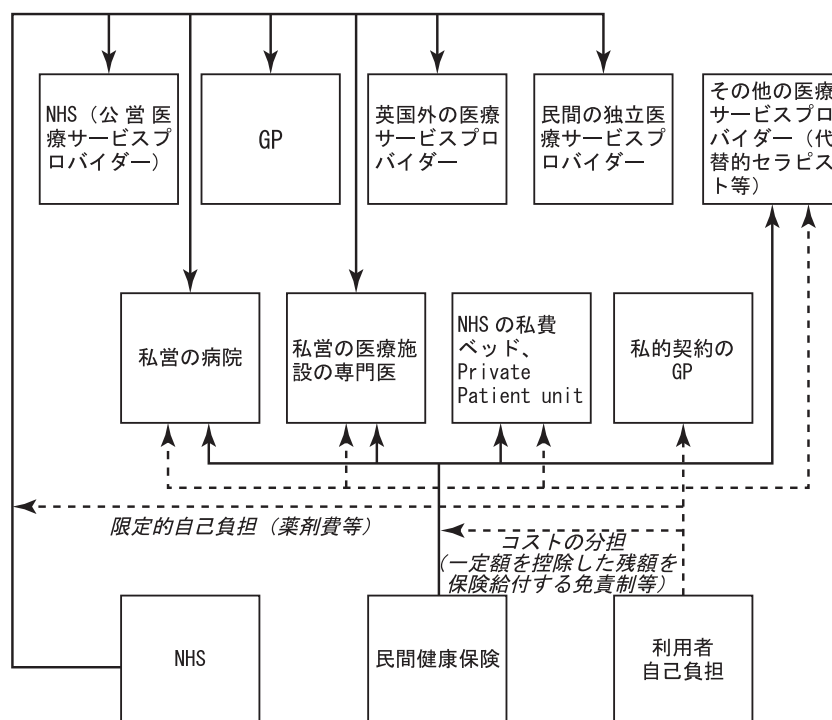 NHS（公営医
療サービスプ
ロバイダー）
GP
英国外の医療
サービスプロ
バイダー
民間の独立医
療サービスプ
ロバイダー
その他の医療
サービスプロ
バイダー（代
替的セラピス
ト等）
私営の病院
私営の医療施
設の専門医
NHSの私費
ベッド、
Private
Patient unit
私的契約の
GP
限定的自己負担（薬剤費等）
コストの分担
（一定額を控除した残額を
保険給付する免責制等）
NHS
民間健康保険
利用者
自己負担